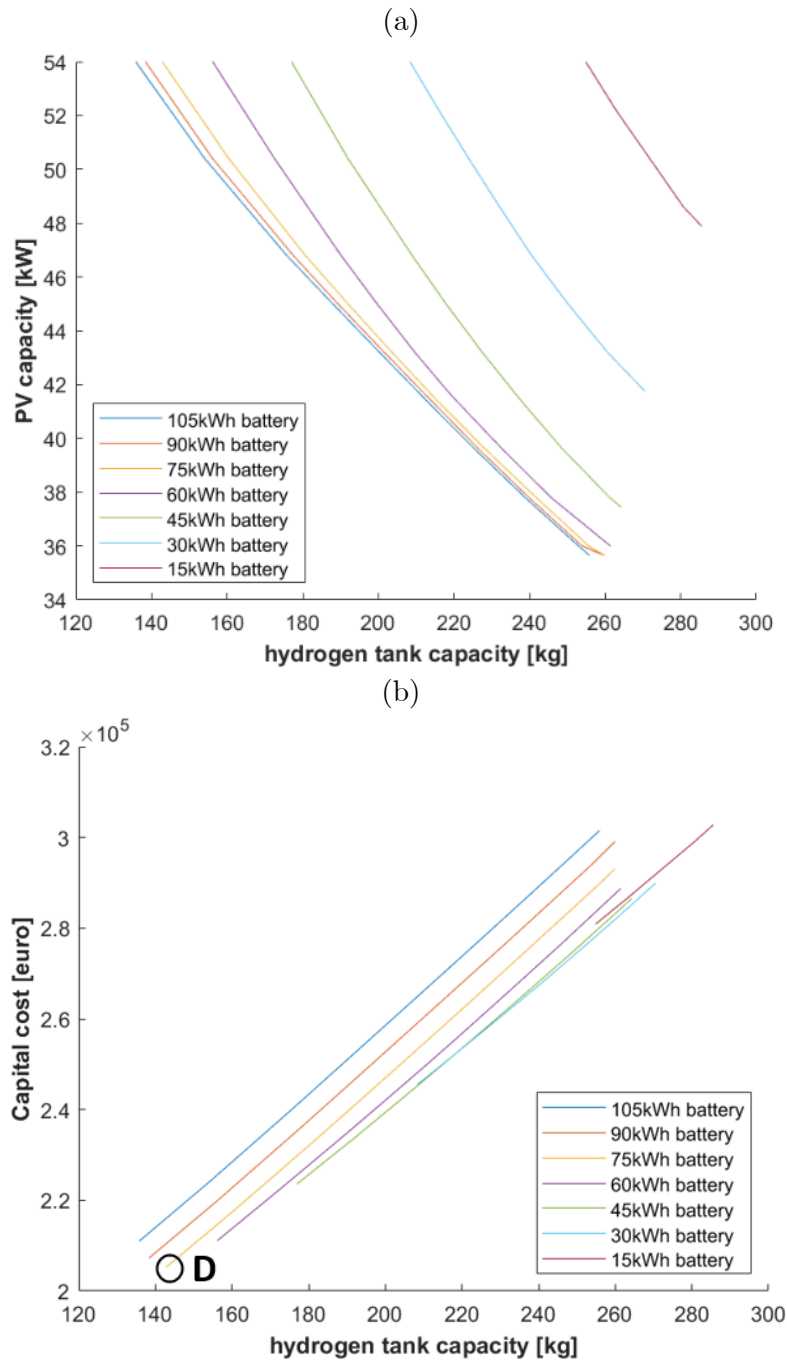 (a)
54
52
50
48
46
44
42
40
38
36
34
PV capacity [kW]
105kWh battery
90kWh battery
75kWh battery
60kWh battery
45kWh battery
30kWh battery
15kWh battery
120 140 160 180 200 220 240 260 280 300
hydrogen tank capacity [kg]
(b)
×10⁵
3.2
3
2.8
2.6
2.4
2.2
2
Capital cost [euro]
D
105kWh battery
90kWh battery
75kWh battery
60kWh battery
45kWh battery
30kWh battery
15kWh battery
120 140 160 180 200 220 240 260 280 300
hydrogen tank capacity [kg]